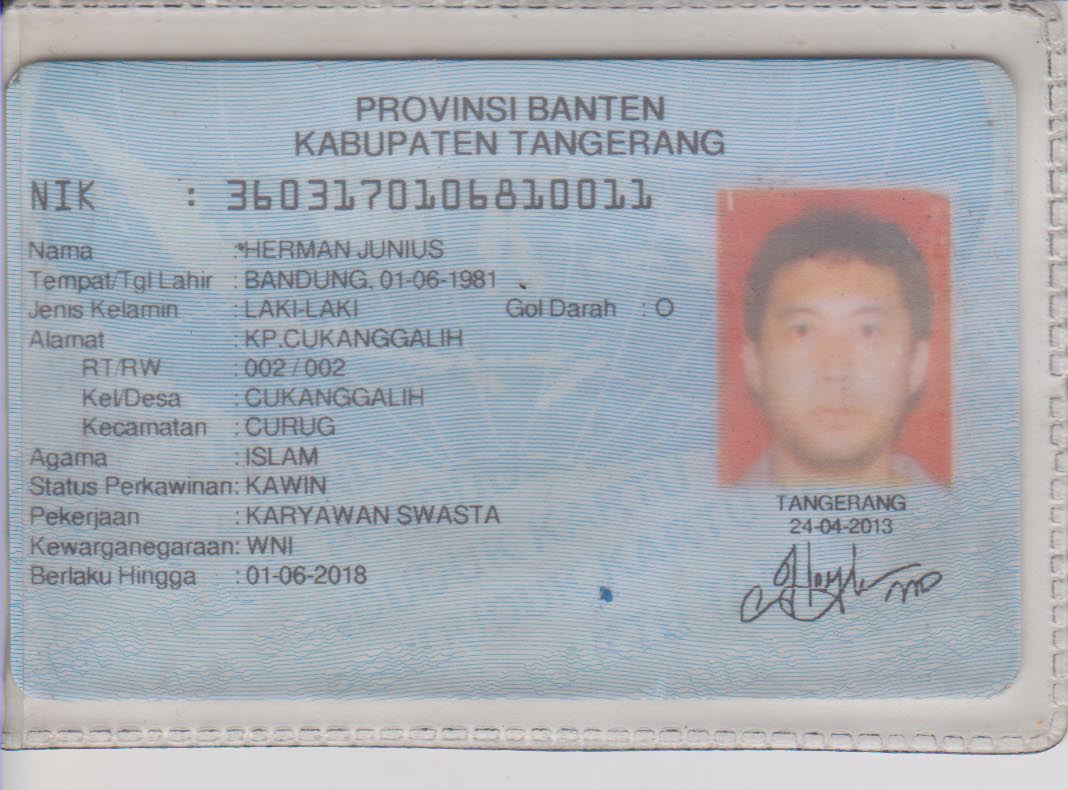 PROVINSI BANTEN
KABUPATEN TANGERANG
NIK : 3603170106810011
Nama : HERMAN JUNIUS
Tempat/Tgl Lahir : BANDUNG, 01-06-1981
Jenis Kelamin : LAKI-LAKI Gol Darah : O
Alamat : KP.CUKANGGALIH
RT/RW : 002 / 002
Kel/Desa : CUKANGGALIH
Kecamatan : CURUG
Agama : ISLAM
Status Perkawinan: KAWIN
Pekerjaan : KARYAWAN SWASTA
Kewarganegaraan: WNI
Berlaku Hingga : 01-06-2018
TANGERANG
24-04-2013